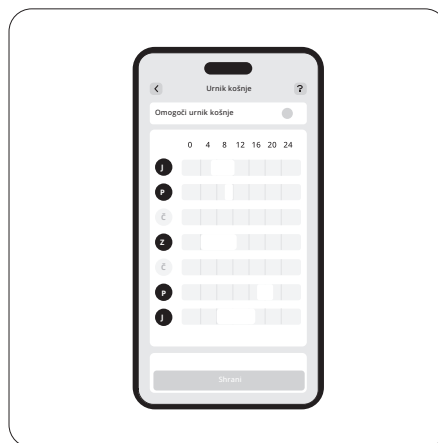 Urnik košnje ?
Omogoči urnik košnje
0 4 8 12 16 20 24
J
P
Č
Z
Č
P
J
Shrani